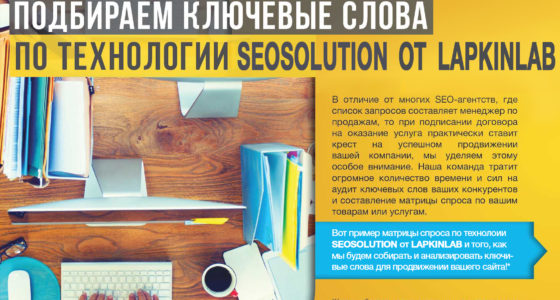 ПОДБИРАЕМ КЛЮЧЕВЫЕ СЛОВА
ПО ТЕХНОЛОГИИ SEOSOLUTION ОТ LAPKINLAB
В отличие от многих SEO-агентств, где
список запросов составляет менеджер по
продажам, то при подписании договора
на оказание услуга практически ставит
крест на успешном продвижении
вашей компании, мы уделяем этому
особое внимание. Наша команда тратит
огромное количество времени и сил на
аудит ключевых слов ваших конкурентов
и составление матрицы спроса по вашим
товарам или услугам.
Вот пример матрицы спроса по технолоии
SEOSOLUTION от LAPKINLAB и того, как
мы будем собирать и анализировать ключи-
вые слова для продвижении вашего сайта!*